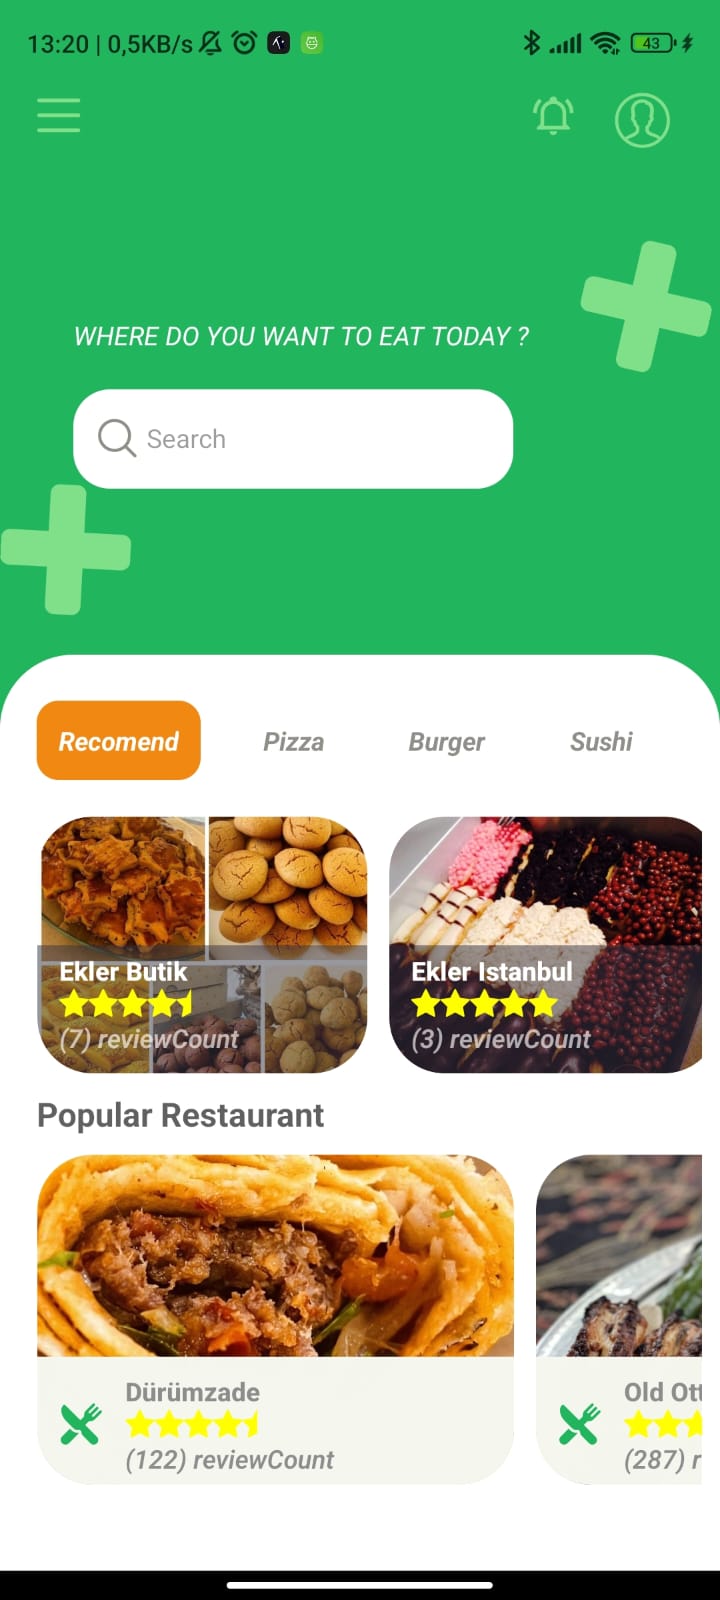 13:20 | 0,5KB/s
43
WHERE DO YOU WANT TO EAT TODAY ?
Search
Recomend
Pizza
Burger
Sushi
Ekler Butik
(7) reviewCount
Ekler Istanbul
(3) reviewCount
Popular Restaurant
Dürümzade
(122) reviewCount
Old Ott
(287) r